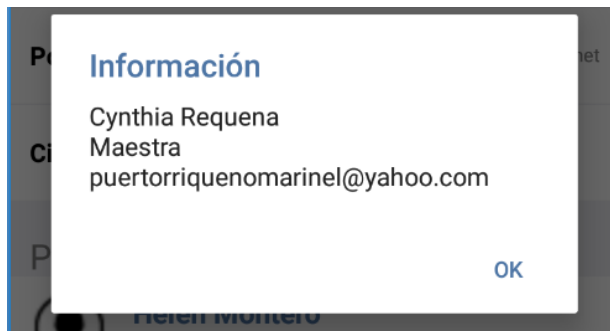 Información
Cynthia Requena
Maestra
puertorriquenomarinel@yahoo.com
OK
Helen Montero